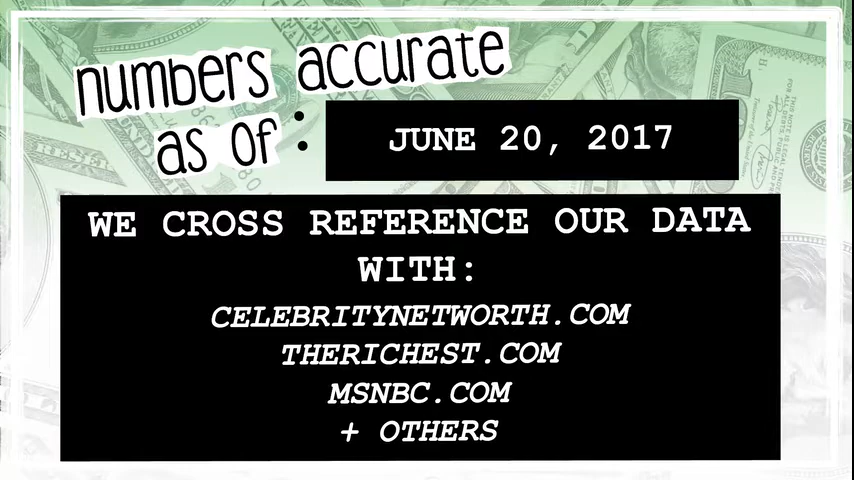 numbers accurate
as of: JUNE 20, 2017
WE CROSS REFERENCE OUR DATA
WITH:
CELEBRITYNETWORTH.COM
THERICHEST.COM
MSNBC.COM
+ OTHERS